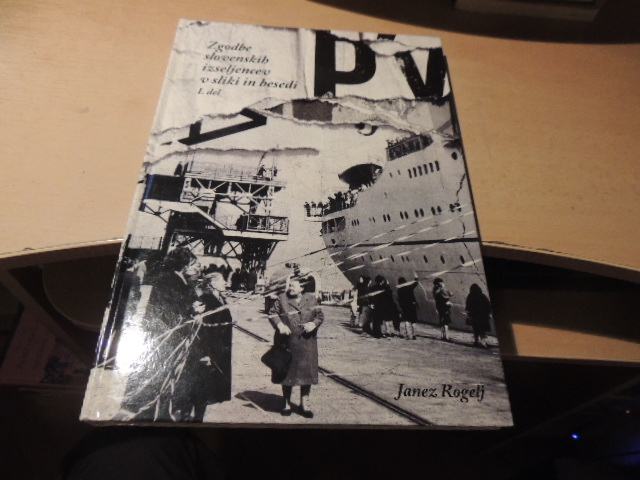 Zgodbe
slovenskih
izseljencev
v sliki in besedi
I. del
Janez Rogelj